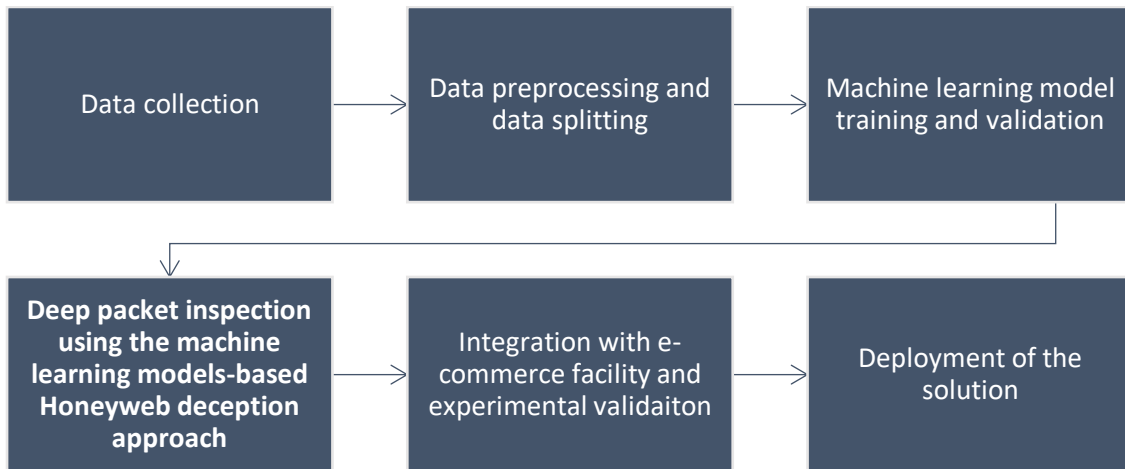 Data collection
Data preprocessing and
data splitting
Machine learning model
training and validation
Deep packet inspection
using the machine
learning models-based
Honeyweb deception
approach
Integration with e-
commerce facility and
experimental validaiton
Deployment of the
solution